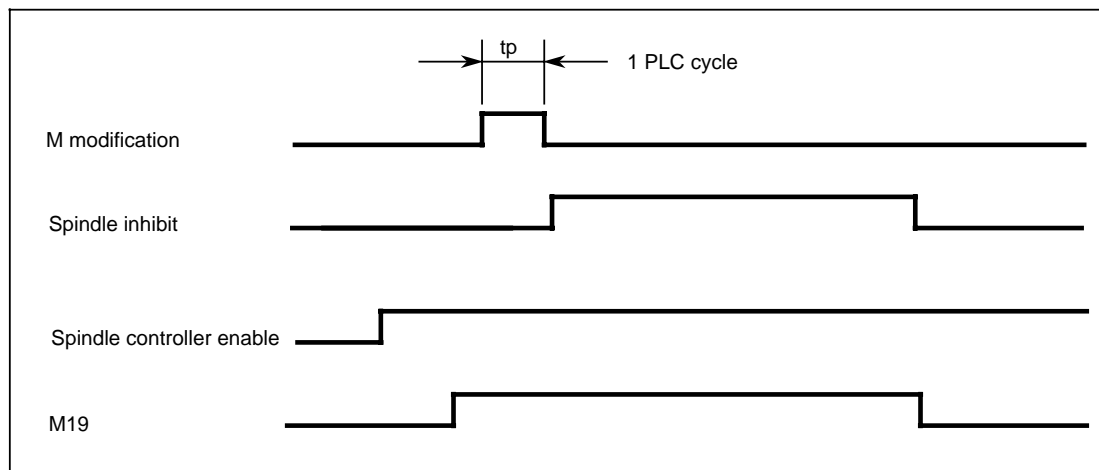 tp
1 PLC cycle
M modification
Spindle inhibit
Spindle controller enable
M19